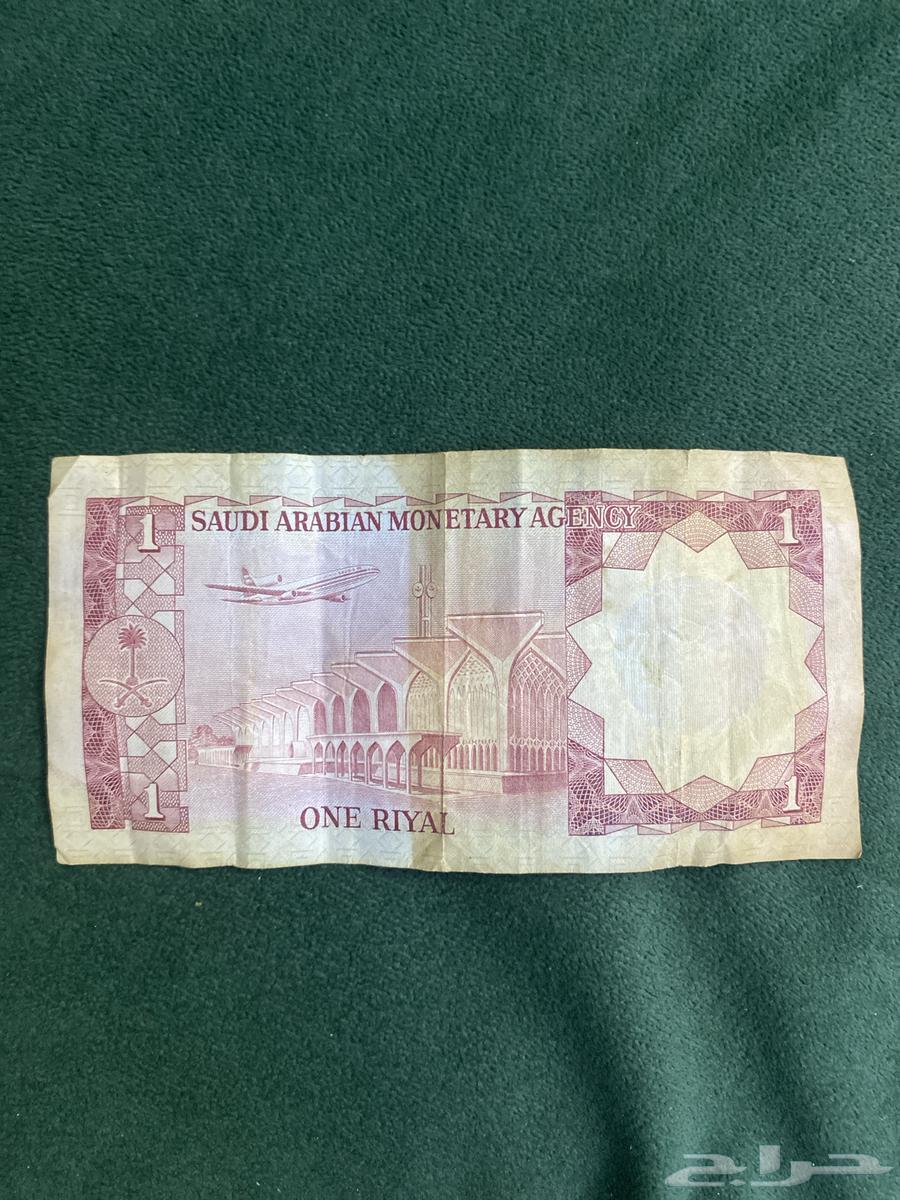 1 SAUDI ARABIAN MONETARY AGENCY 1
ONE RIYAL
1 1
حراج